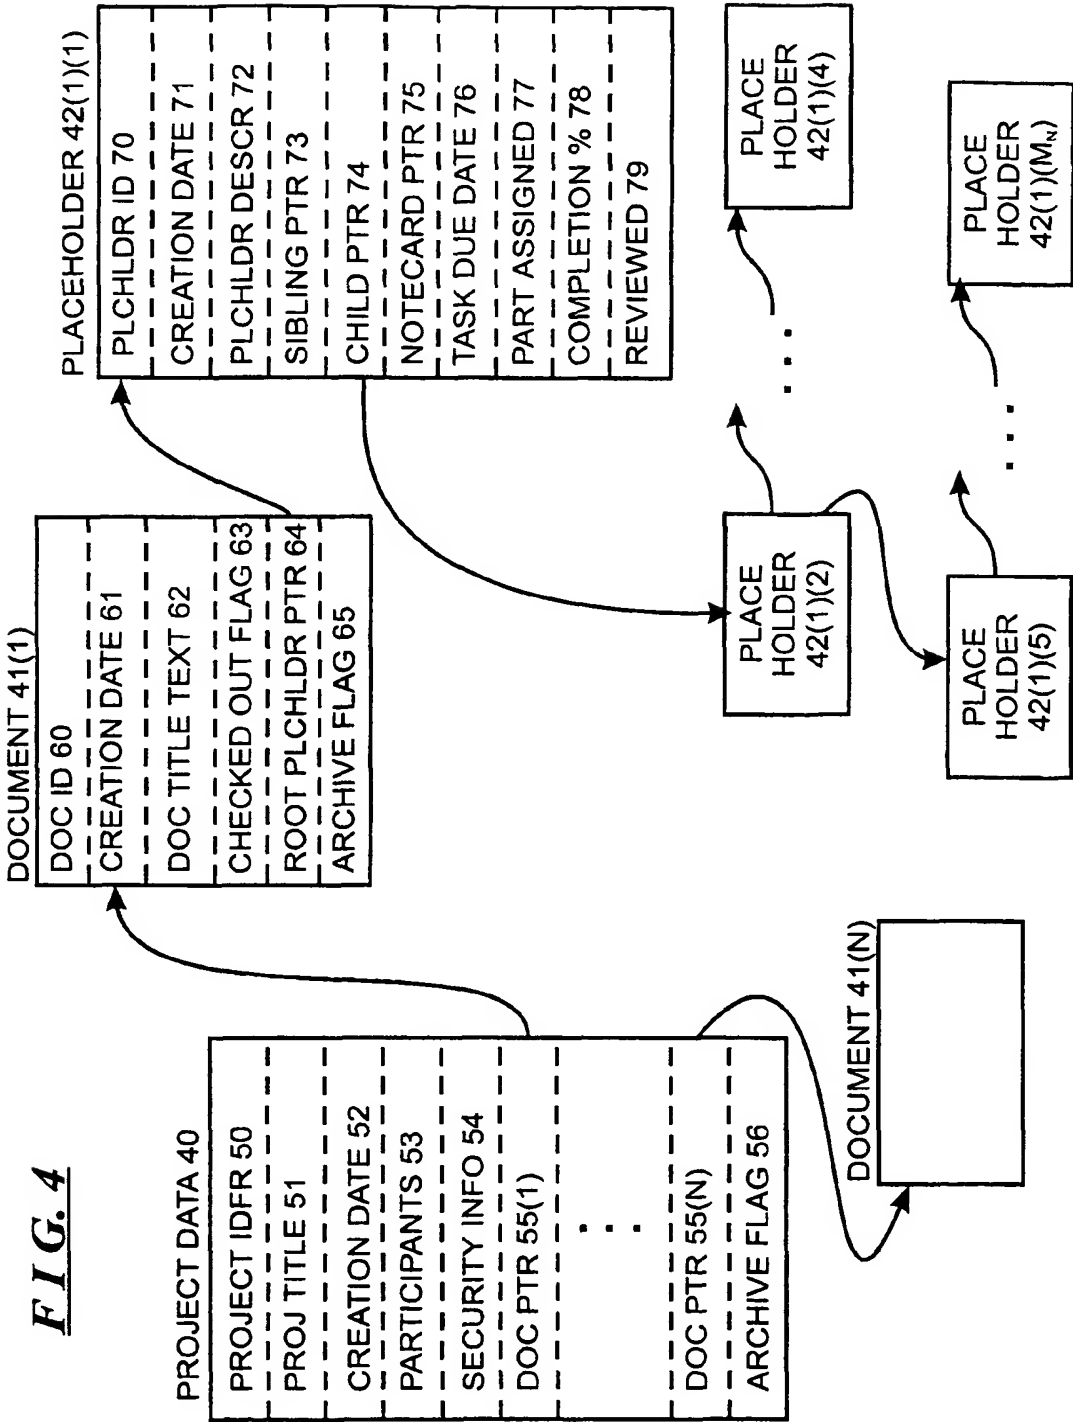 FIG. 4
PROJECT DATA 40
PROJECT IDFR 50
PROJ TITLE 51
CREATION DATE 52
PARTICIPANTS 53
SECURITY INFO 54
DOC PTR 55(1)
. . .
DOC PTR 55(N)
ARCHIVE FLAG 56
DOCUMENT 41(1)
DOC ID 60
CREATION DATE 61
DOC TITLE TEXT 62
CHECKED OUT FLAG 63
ROOT PLCHLDR PTR 64
ARCHIVE FLAG 65
DOCUMENT 41(N)
PLACEHOLDER 42(1)(1)
PLCHLDR ID 70
CREATION DATE 71
PLCHLDR DESCR 72
SIBLING PTR 73
CHILD PTR 74
NOTECARD PTR 75
TASK DUE DATE 76
PART ASSIGNED 77
COMPLETION % 78
REVIEWED 79
PLACE
HOLDER
42(1)(2)
. . .
PLACE
HOLDER
42(1)(4)
PLACE
HOLDER
42(1)(5)
. . .
PLACE
HOLDER
42(1)(M_N)